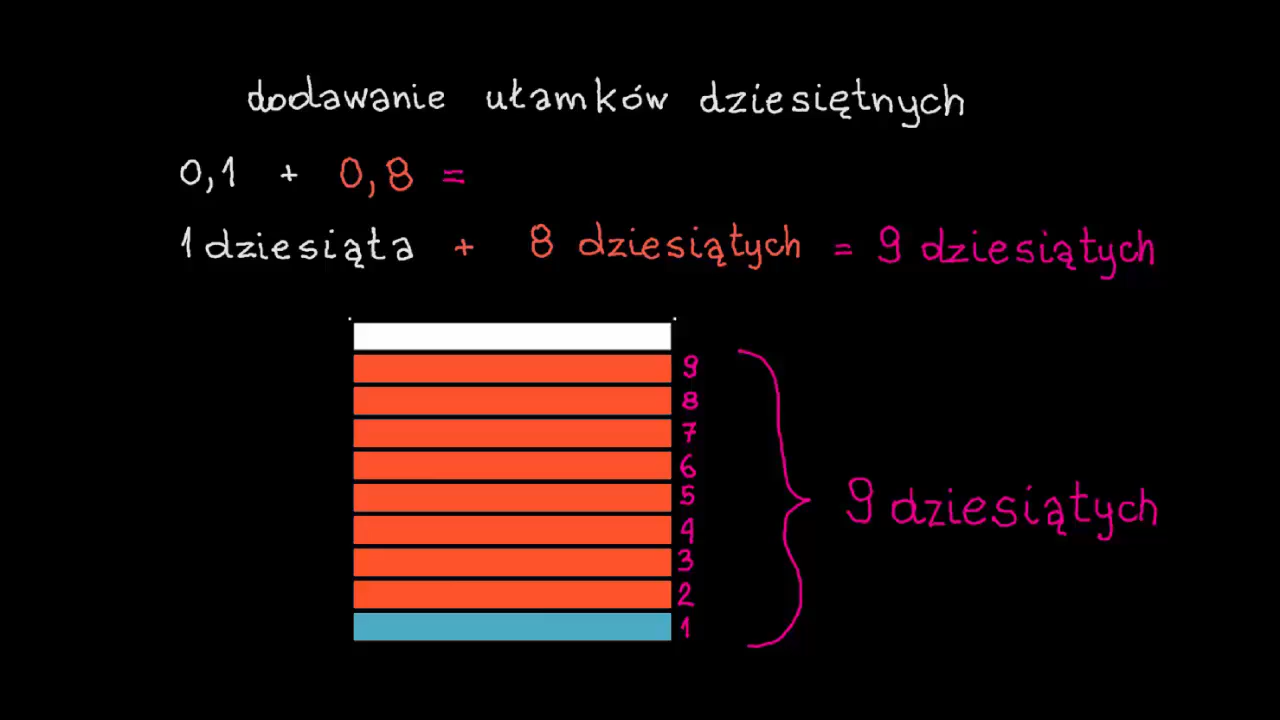 dodawanie ułamków dziesiętnych
0,1 + 0,8 =
1 dziesiąta + 8 dziesiątych = 9 dziesiątych
9
8
7
6
5
4
3
2
1
9 dziesiątych